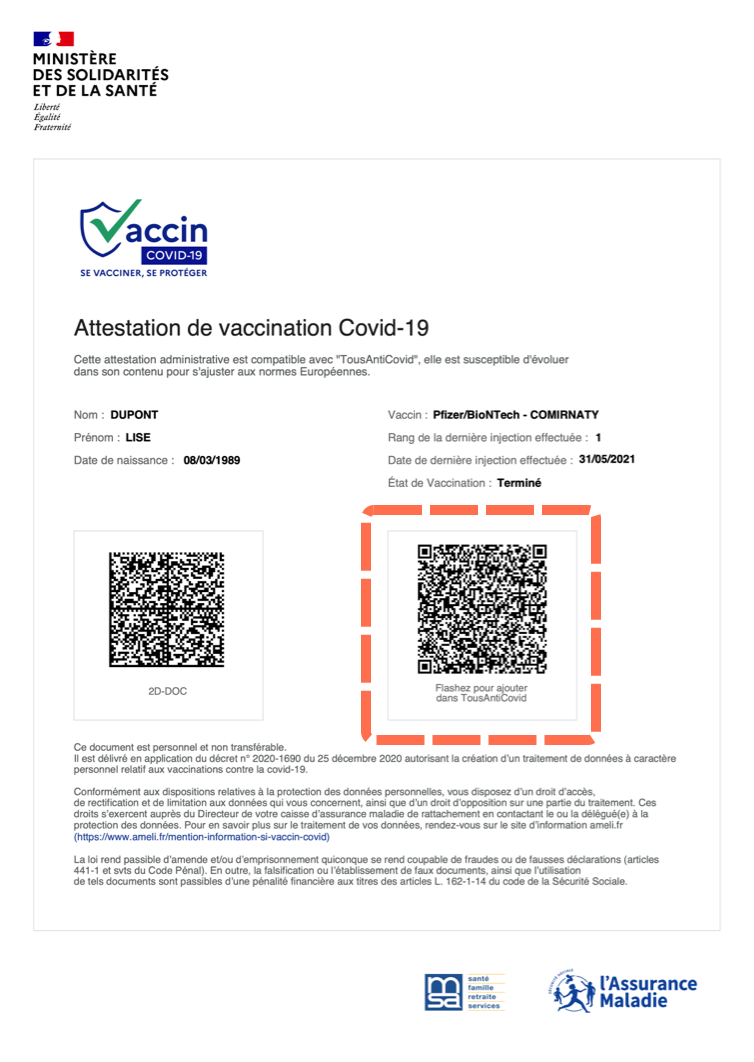 MINISTÈRE
DES SOLIDARITÉS
ET DE LA SANTÉ
Liberté
Égalité
Fraternité
Vaccin
COVID-19
SE VACCINER, SE PROTÉGER
Attestation de vaccination Covid-19
Cette attestation administrative est compatible avec "TousAntiCovid", elle est susceptible d'évoluer
dans son contenu pour s'ajuster aux normes Européennes.
Nom : DUPONT
Prénom : LISE
Date de naissance : 08/03/1989
Vaccin : Pfizer/BioNTech - COMIRNATY
Rang de la dernière injection effectuée : 1
Date de dernière injection effectuée : 31/05/2021
État de Vaccination : Terminé
2D-DOC
Flashez pour ajouter
dans TousAntiCovid
Ce document est personnel et non transférable.
Il est délivré en application du décret n° 2020-1690 du 25 décembre 2020 autorisant la création d'un traitement de données à caractère
personnel relatif aux vaccinations contre la covid-19.
Conformément aux dispositions relatives à la protection des données personnelles, vous disposez d'un droit d'accès,
de rectification et de limitation aux données qui vous concernent, ainsi que d'un droit d'opposition sur une partie du traitement. Ces
droits s'exercent auprès du Directeur de votre caisse d'assurance maladie de rattachement en contactant le ou la délégué(e) à la
protection des données. Pour en savoir plus sur le traitement de vos données, rendez-vous sur le site d'information ameli.fr
(https://www.ameli.fr/mention-information-si-vaccin-covid)
La loi rend passible d'amende et/ou d'emprisonnement quiconque se rend coupable de fraudes ou de fausses déclarations (articles
441-1 et svts du Code Pénal). En outre, la falsification ou l'établissement de faux documents, ainsi que l'utilisation
de tels documents sont passibles d'une pénalité financière aux titres des articles L. 162-1-14 du code de la Sécurité Sociale.
msa
santé
famille
retraite
services
SÉCURITÉ SOCIALE
l'Assurance
Maladie